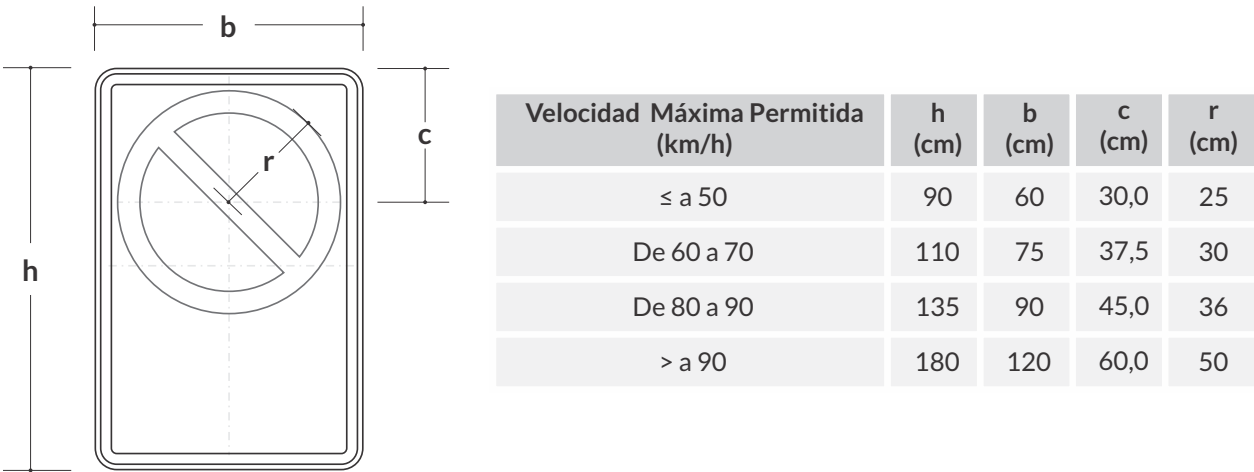 b
c
r
h
Velocidad Máxima Permitida (km/h) h (cm) b (cm) c (cm) r (cm)
≤ a 50 90 60 30,0 25
De 60 a 70 110 75 37,5 30
De 80 a 90 135 90 45,0 36
> a 90 180 120 60,0 50